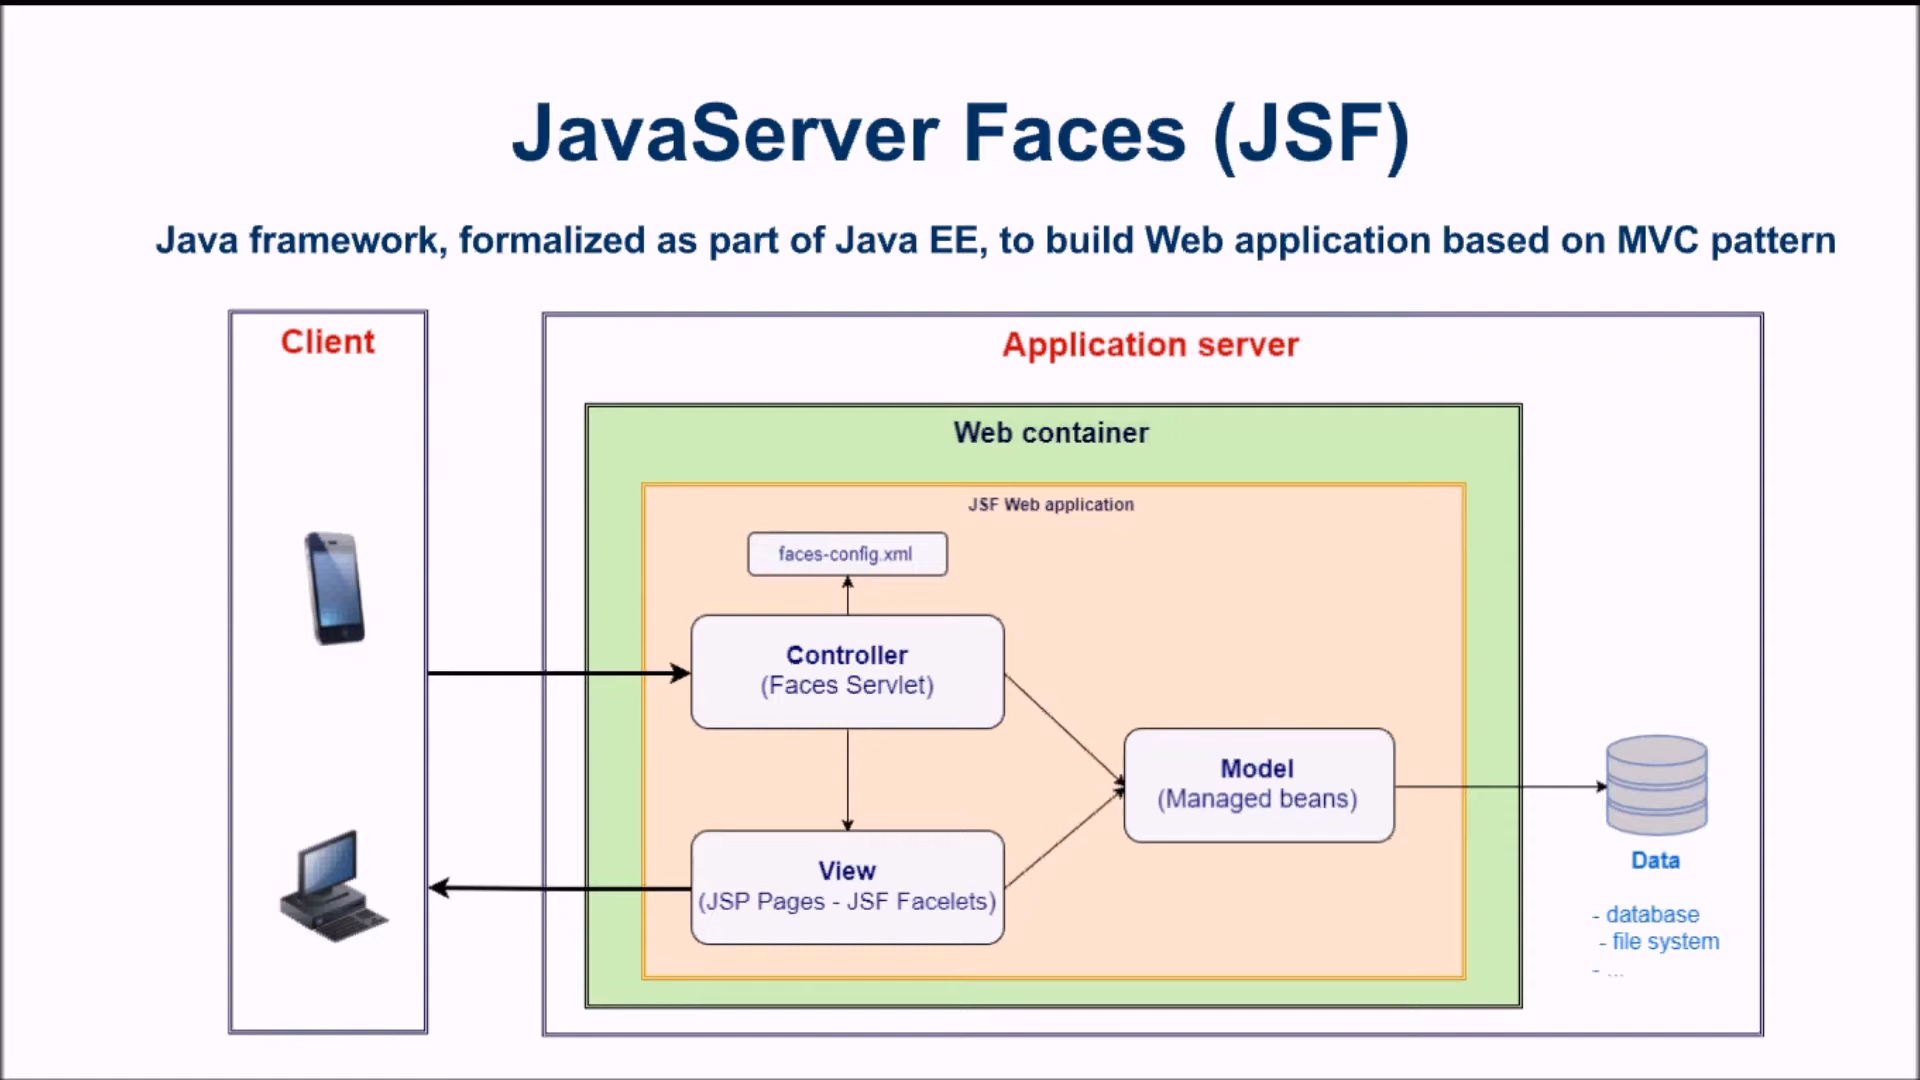 JavaServer Faces (JSF)
Java framework, formalized as part of Java EE, to build Web application based on MVC pattern
Client
Application server
Web container
JSF Web application
faces-config.xml
Controller
(Faces Servlet)
Model
(Managed beans)
View
(JSP Pages - JSF Facelets)
Data
- database
- file system
- ...